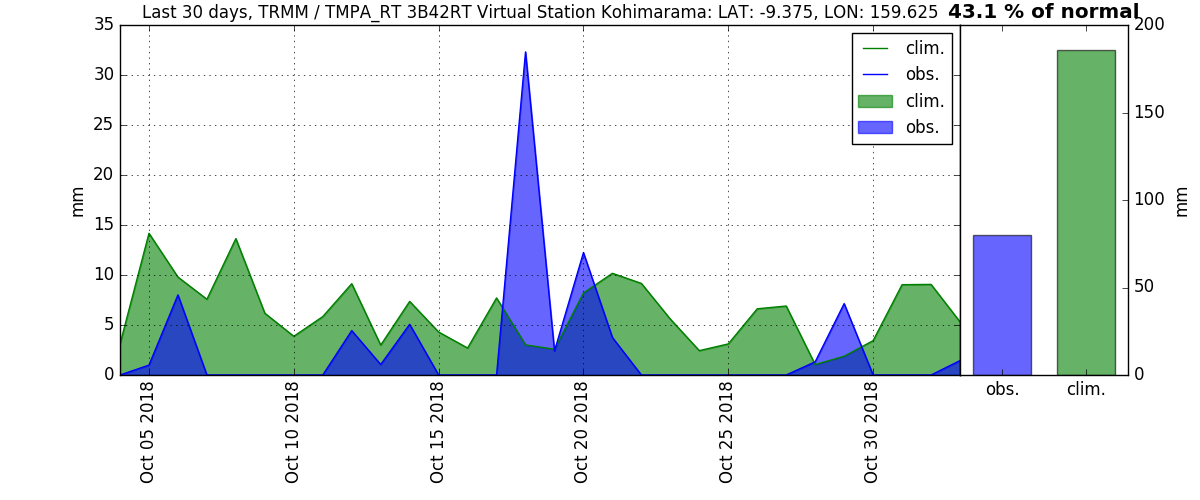 Last 30 days, TRMM / TMPA_RT 3B42RT Virtual Station Kohimarama: LAT: -9.375, LON: 159.625
43.1 % of normal
35
30
25
20
15
10
5
0
mm
clim.
obs.
clim.
obs.
Oct 05 2018
Oct 10 2018
Oct 15 2018
Oct 20 2018
Oct 25 2018
Oct 30 2018
200
150
100
50
0
mm
obs.
clim.